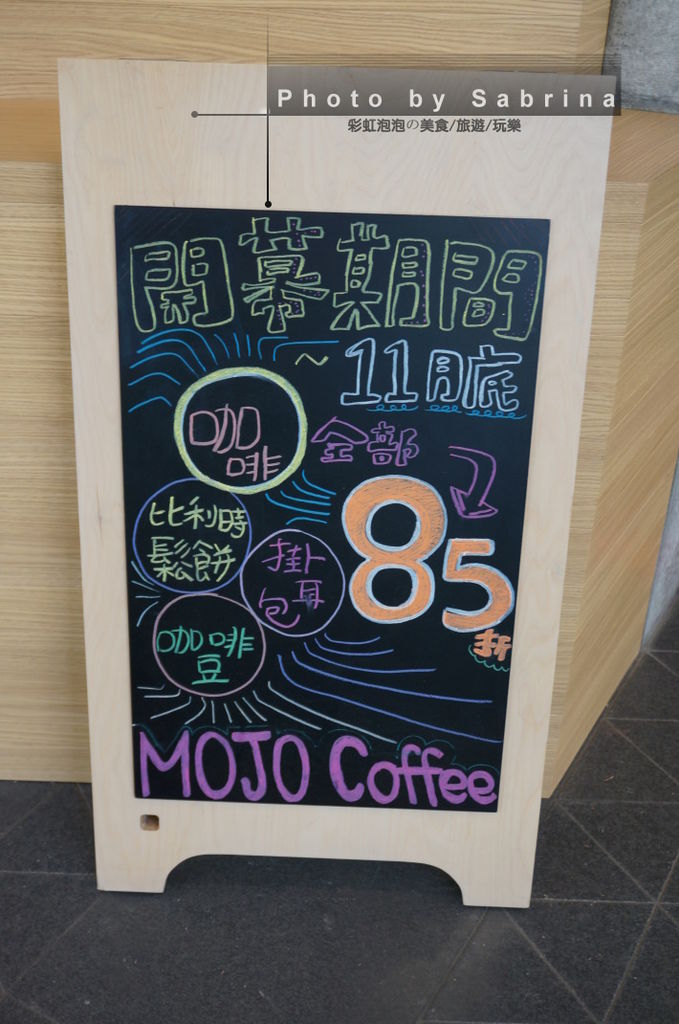 Photo by Sabrina
彩虹泡泡の美食/旅遊/玩樂
開幕期間
~11月底
咖啡
全部
85
折
比利時
鬆餅
掛耳
包
咖啡
豆
MOJO Coffee